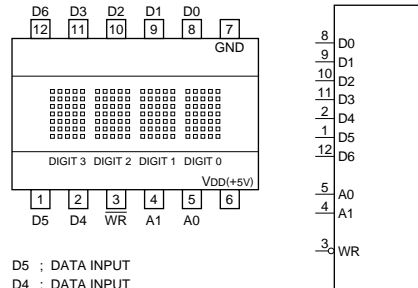 D6 D3 D2 D1 D0
12 11 10 9 8 7
GND
DIGIT 3 DIGIT 2 DIGIT 1 DIGIT 0
VDD(+5V)
1 2 3 4 5 6
D5 D4 WR A1 A0
D5 ; DATA INPUT
D4 ; DATA INPUT
8 D0
9 D1
10 D2
11 D3
2 D4
1 D5
12 D6
5 A0
4 A1
3 WR